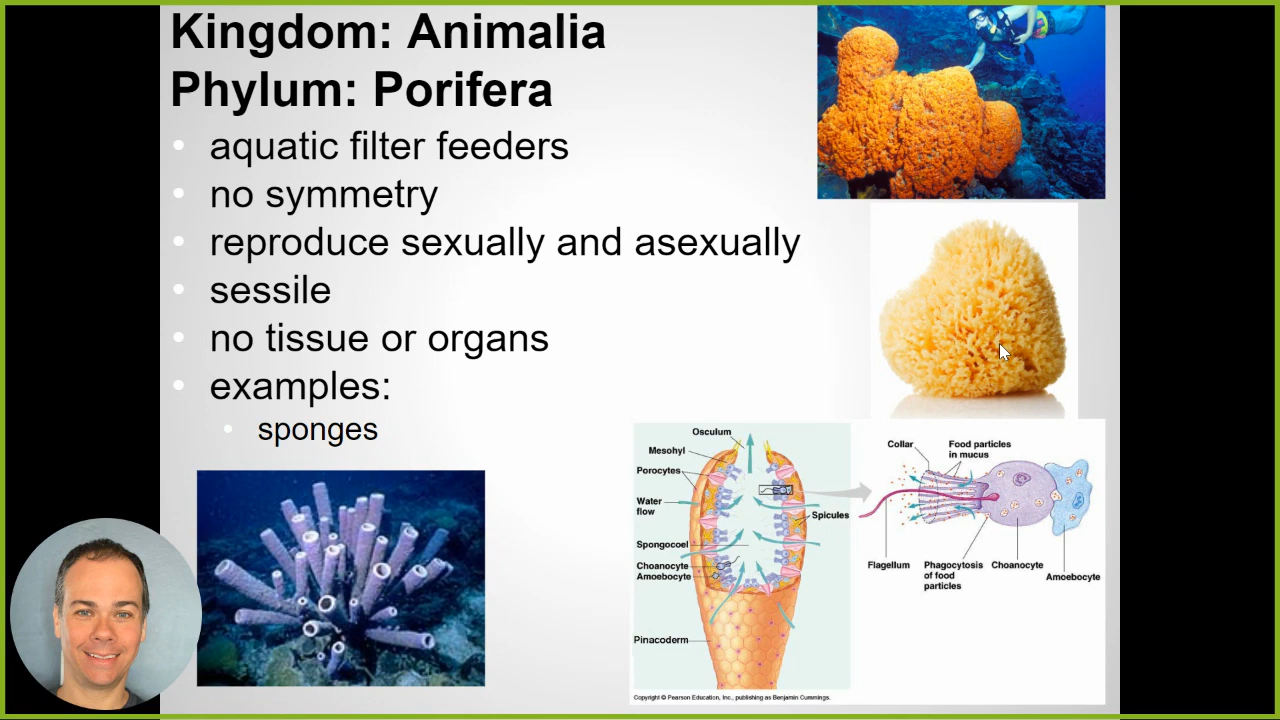 Kingdom: Animalia
Phylum: Porifera
• aquatic filter feeders
• no symmetry
• reproduce sexually and asexually
• sessile
• no tissue or organs
• examples:
• sponges
Osculum
Mesohyl
Porocytes
Water
flow
Spicules
Spongocoel
Choanocyte
Amoebocyte
Pinacoderm
Collar
Food particles
in mucus
Flagellum
Phagocytosis
of food
particles
Choanocyte
Amoebocyte
Copyright © Pearson Education, Inc., publishing as Benjamin Cummings.